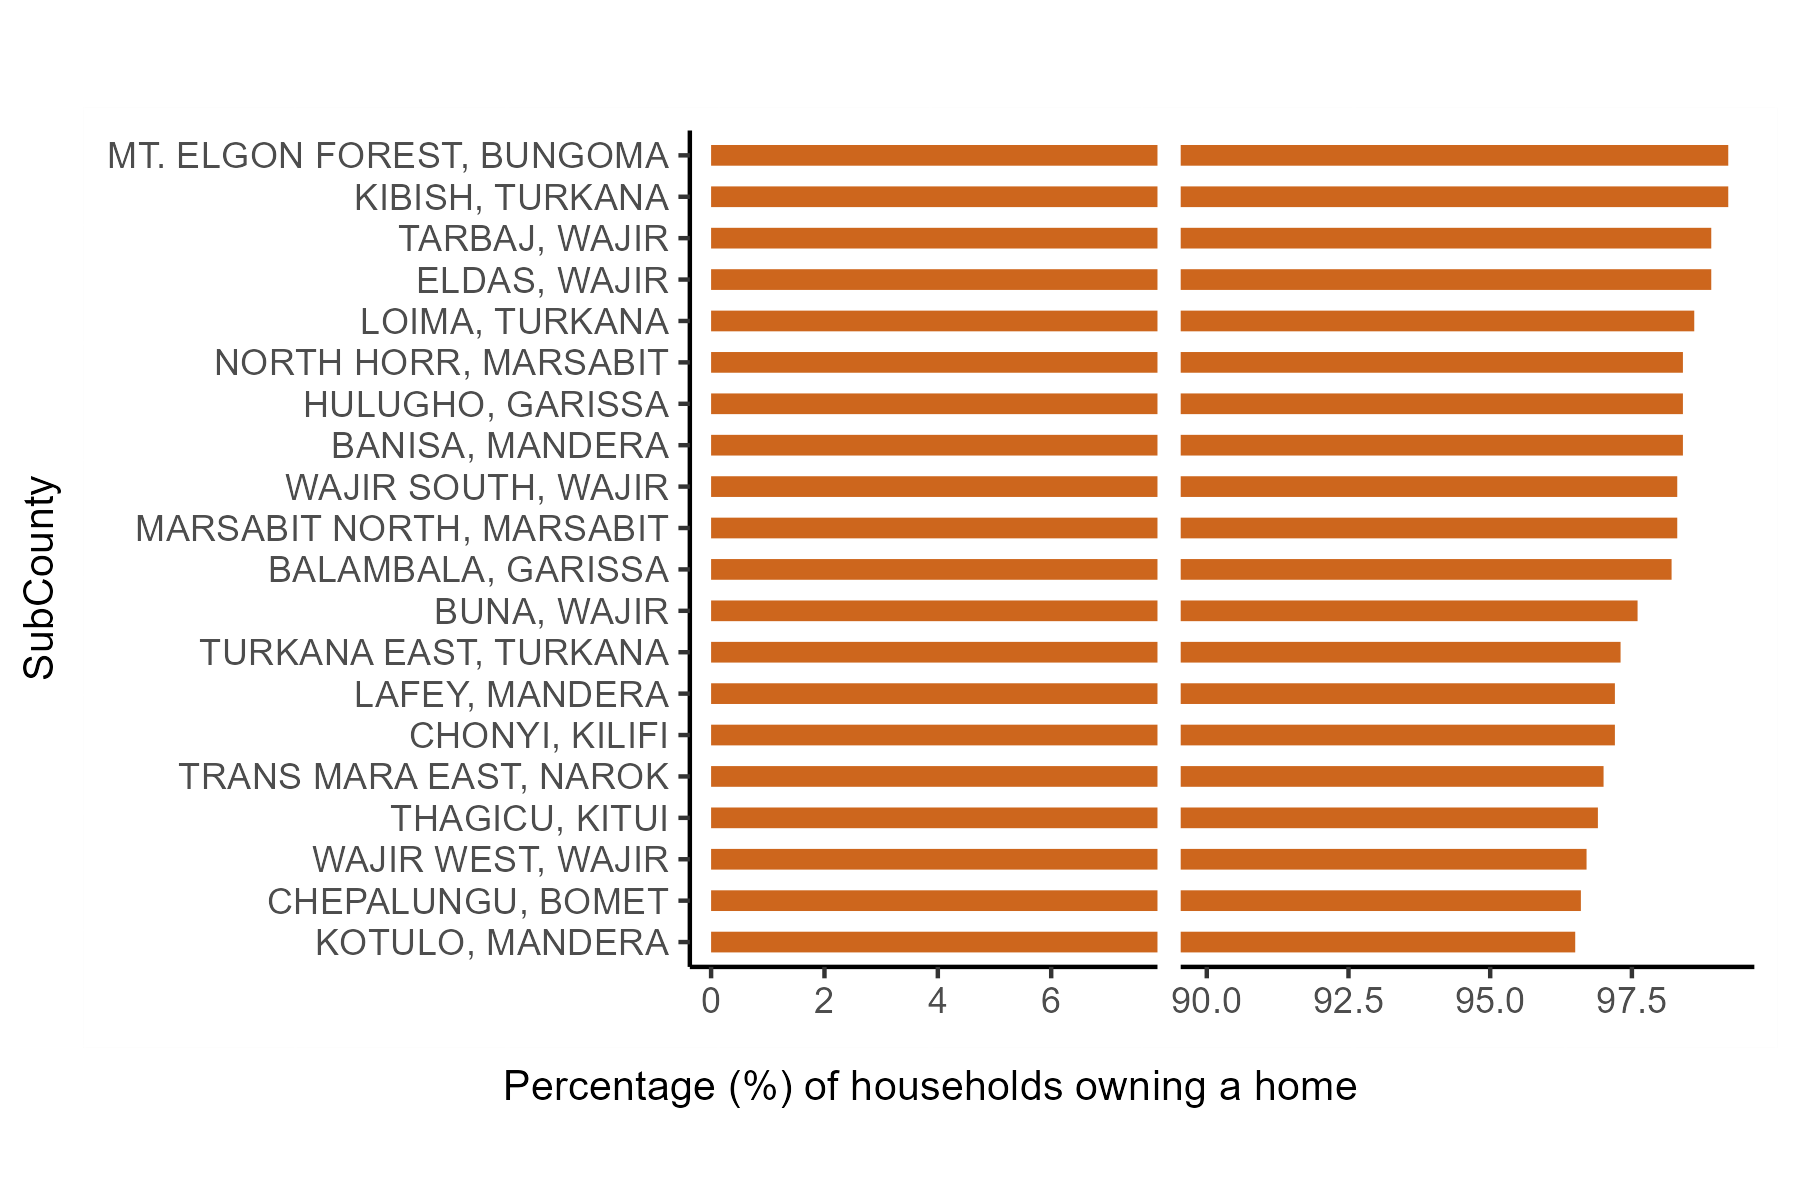 MT. ELGON FOREST, BUNGOMA
KIBISH, TURKANA
TARBAJ, WAJIR
ELDAS, WAJIR
LOIMA, TURKANA
NORTH HORR, MARSABIT
HULUGHO, GARISSA
BANISA, MANDERA
WAJIR SOUTH, WAJIR
MARSABIT NORTH, MARSABIT
BALAMBALA, GARISSA
BUNA, WAJIR
TURKANA EAST, TURKANA
LAFEY, MANDERA
CHONYI, KILIFI
TRANS MARA EAST, NAROK
THAGICU, KITUI
WAJIR WEST, WAJIR
CHEPALUNGU, BOMET
KOTULO, MANDERA
SubCounty
0 2 4 6 90.0 92.5 95.0 97.5
Percentage (%) of households owning a home